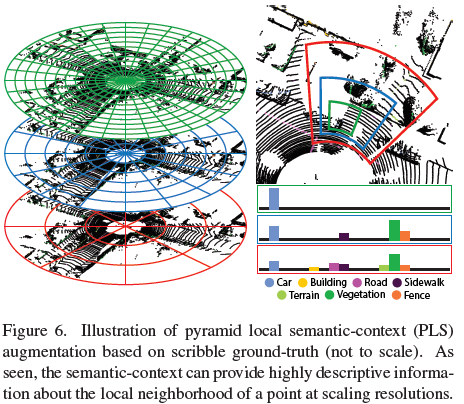 Car Building Road Sidewalk
Terrain Vegetation Fence
Figure 6. Illustration of pyramid local semantic-context (PLS)
augmentation based on scribble ground-truth (not to scale). As
seen, the semantic-context can provide highly descriptive informa-
tion about the local neighborhood of a point at scaling resolutions.